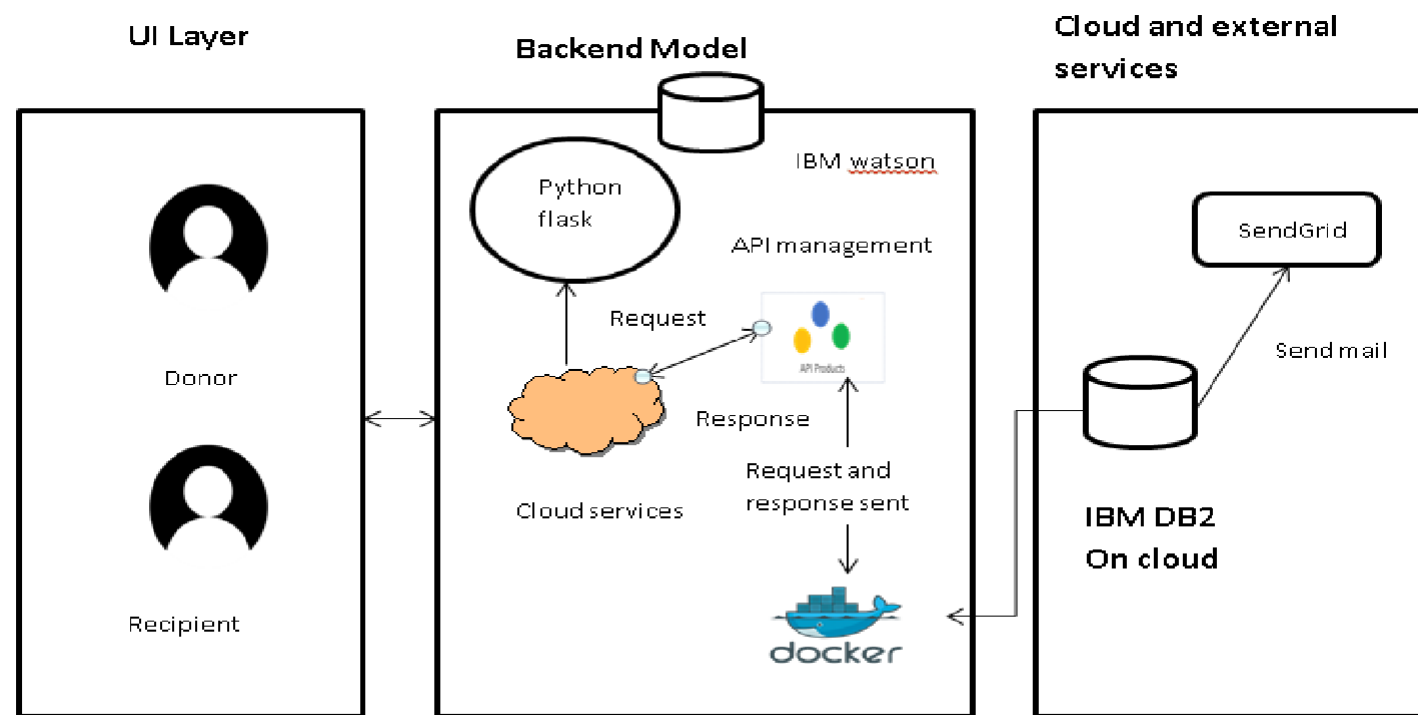 UI Layer
Donor
Recipient
Backend Model
Python
flask
IBM watson
API management
Request
API Products
Response
Cloud services
Request and
response sent
docker
Cloud and external
services
SendGrid
Send mail
IBM DB2
On cloud